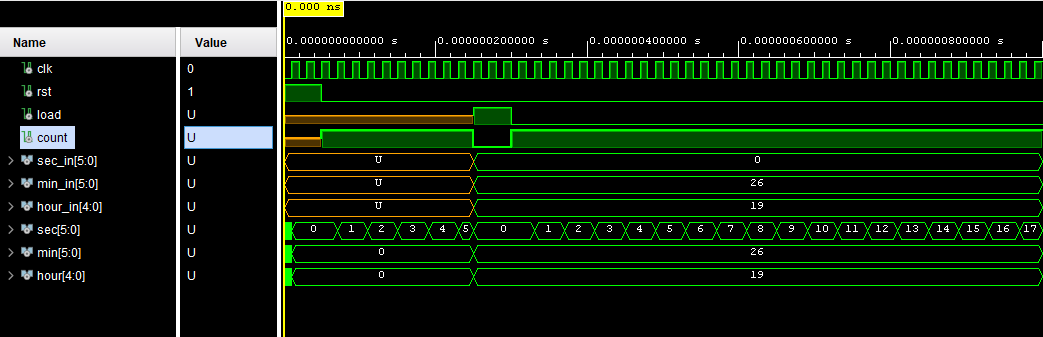 0.000 ns
Name Value
0.000000000000 s 0.000000200000 s 0.000000400000 s 0.000000600000 s 0.000000800000 s
clk 0
rst 1
load U
count U
sec_in[5:0] U U 0
min_in[5:0] U U 26
hour_in[4:0] U U 19
sec[5:0] U 0 1 2 3 4 5 0 1 2 3 4 5 6 7 8 9 10 11 12 13 14 15 16 17
min[5:0] U 0 26
hour[4:0] U 0 19